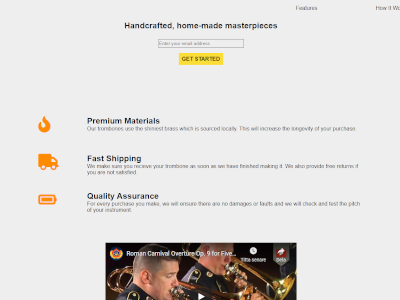 Features
How It Wo
Handcrafted, home-made masterpieces
Enter your email address
GET STARTED
Premium Materials
Our trombones use the shiniest brass which is sourced locally. This will increase the longevity of your purchase.
Fast Shipping
We make sure you recieve your trombone as soon as we have finished making it. We also provide free returns if
you are not satisfied.
Quality Assurance
For every purchase you make, we will ensure there are no damages or faults and we will check and test the pitch
of your instrument.
Roman Carnival Overture Op. 9 for Five...
Titta senare
Dela